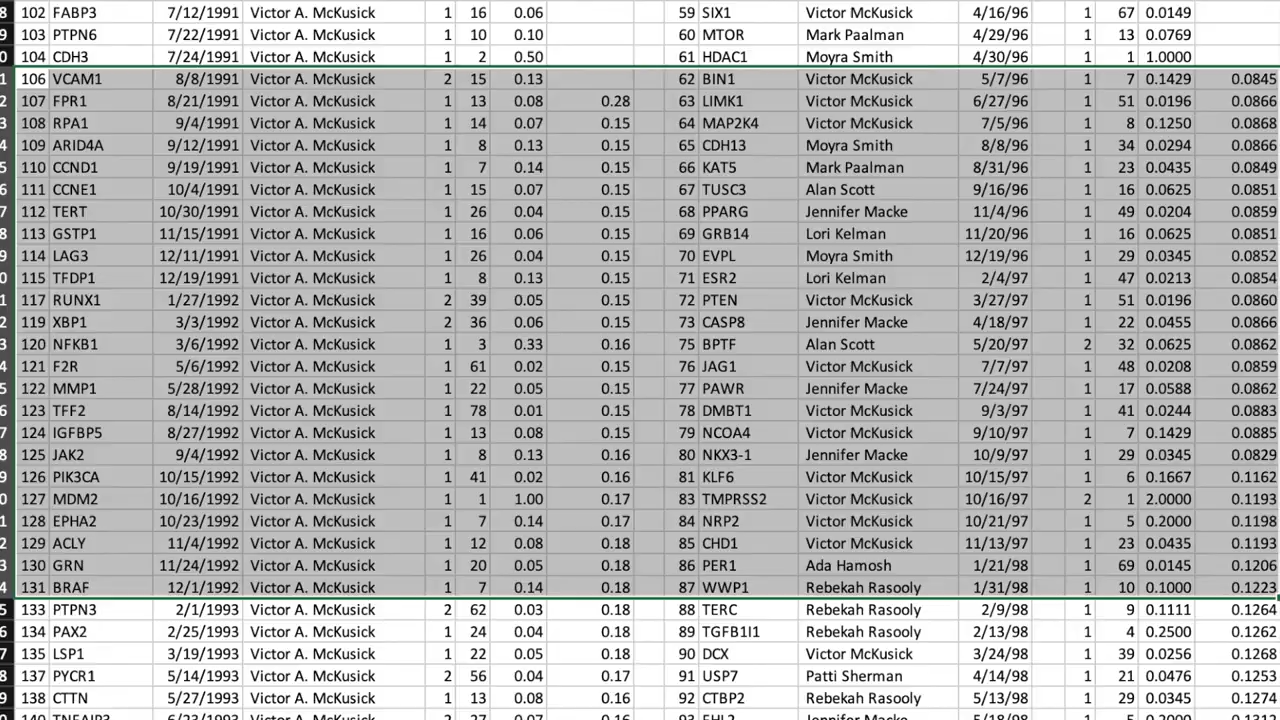 8 102 FABP3 7/12/1991 Victor A. McKusick 1 16 0.06 59 SIX1 Victor McKusick 4/16/96 1 67 0.0149
9 103 PTPN6 7/22/1991 Victor A. McKusick 1 10 0.10 60 MTOR Mark Paalman 4/29/96 1 13 0.0769
0 104 CDH3 7/24/1991 Victor A. McKusick 1 2 0.50 61 HDAC1 Moyra Smith 4/30/96 1 1 1.0000
1 106 VCAM1 8/8/1991 Victor A. McKusick 2 15 0.13 62 BIN1 Victor McKusick 5/7/96 1 7 0.1429 0.0845
2 107 FPR1 8/21/1991 Victor A. McKusick 1 13 0.08 0.28 63 LIMK1 Victor McKusick 6/27/96 1 51 0.0196 0.0866
3 108 RPA1 9/4/1991 Victor A. McKusick 1 14 0.07 0.15 64 MAP2K4 Victor McKusick 7/5/96 1 8 0.1250 0.0868
4 109 ARID4A 9/12/1991 Victor A. McKusick 1 8 0.13 0.15 65 CDH13 Moyra Smith 8/8/96 1 34 0.0294 0.0866
5 110 CCND1 9/19/1991 Victor A. McKusick 1 7 0.14 0.15 66 KAT5 Mark Paalman 8/31/96 1 23 0.0435 0.0849
6 111 CCNE1 10/4/1991 Victor A. McKusick 1 15 0.07 0.15 67 TUSC3 Alan Scott 9/16/96 1 16 0.0625 0.0851
7 112 TERT 10/30/1991 Victor A. McKusick 1 26 0.04 0.15 68 PPARG Jennifer Macke 11/4/96 1 49 0.0204 0.0859
8 113 GSTP1 11/15/1991 Victor A. McKusick 1 16 0.06 0.15 69 GRB14 Lori Kelman 11/20/96 1 16 0.0625 0.0851
9 114 LAG3 12/11/1991 Victor A. McKusick 1 26 0.04 0.15 70 EVPL Moyra Smith 12/19/96 1 29 0.0345 0.0852
0 115 TFDP1 12/19/1991 Victor A. McKusick 1 8 0.13 0.15 71 ESR2 Lori Kelman 2/4/97 1 47 0.0213 0.0854
1 117 RUNX1 1/27/1992 Victor A. McKusick 2 39 0.05 0.15 72 PTEN Victor McKusick 3/27/97 1 51 0.0196 0.0860
2 119 XBP1 3/3/1992 Victor A. McKusick 2 36 0.06 0.15 73 CASP8 Jennifer Macke 4/18/97 1 22 0.0455 0.0866
3 120 NFKB1 3/6/1992 Victor A. McKusick 1 3 0.33 0.16 75 BPTF Alan Scott 5/20/97 2 32 0.0625 0.0862
4 121 F2R 5/6/1992 Victor A. McKusick 1 61 0.02 0.15 76 JAG1 Victor McKusick 7/7/97 1 48 0.0208 0.0859
5 122 MMP1 5/28/1992 Victor A. McKusick 1 22 0.05 0.15 77 PAWR Jennifer Macke 7/24/97 1 17 0.0588 0.0862
6 123 TFF2 8/14/1992 Victor A. McKusick 1 78 0.01 0.15 78 DMBT1 Victor McKusick 9/3/97 1 41 0.0244 0.0883
7 124 IGFBP5 8/27/1992 Victor A. McKusick 1 13 0.08 0.15 79 NCOA4 Victor McKusick 9/10/97 1 7 0.1429 0.0885
8 125 JAK2 9/4/1992 Victor A. McKusick 1 8 0.13 0.16 80 NKX3-1 Jennifer Macke 10/9/97 1 29 0.0345 0.0829
9 126 PIK3CA 10/15/1992 Victor A. McKusick 1 41 0.02 0.16 81 KLF6 Victor McKusick 10/15/97 1 6 0.1667 0.1162
0 127 MDM2 10/16/1992 Victor A. McKusick 1 1 1.00 0.17 83 TMPRSS2 Victor McKusick 10/16/97 2 1 2.0000 0.1193
1 128 EPHA2 10/23/1992 Victor A. McKusick 1 7 0.14 0.17 84 NRP2 Victor McKusick 10/21/97 1 5 0.2000 0.1198
2 129 ACLY 11/4/1992 Victor A. McKusick 1 12 0.08 0.18 85 CHD1 Victor McKusick 11/13/97 1 23 0.0435 0.1193
3 130 GRN 11/24/1992 Victor A. McKusick 1 20 0.05 0.18 86 PER1 Ada Hamosh 1/21/98 1 69 0.0145 0.1206
4 131 BRAF 12/1/1992 Victor A. McKusick 1 7 0.14 0.18 87 WWP1 Rebekah Rasooly 1/31/98 1 10 0.1000 0.1223
5 133 PTPN3 2/1/1993 Victor A. McKusick 2 62 0.03 0.18 88 TERC Rebekah Rasooly 2/9/98 1 9 0.1111 0.1264
6 134 PAX2 2/25/1993 Victor A. McKusick 1 24 0.04 0.18 89 TGFB1I1 Rebekah Rasooly 2/13/98 1 4 0.2500 0.1262
7 135 LSP1 3/19/1993 Victor A. McKusick 1 22 0.05 0.18 90 DCX Victor McKusick 3/24/98 1 39 0.0256 0.1268
8 137 PYCR1 5/14/1993 Victor A. McKusick 2 56 0.04 0.17 91 USP7 Patti Sherman 4/14/98 1 21 0.0476 0.1253
9 138 CTTN 5/27/1993 Victor A. McKusick 1 13 0.08 0.16 92 CTBP2 Rebekah Rasooly 5/13/98 1 29 0.0345 0.1274
140 TNFAIP3 6/23/1993 Victor A. McKusick 2 27 0.07 0.16 93 FHL2 Jennifer Macke 5/18/98 1 5 0.2000